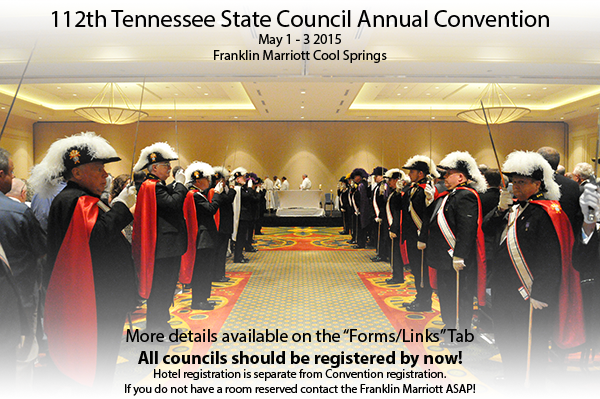 112th Tennessee State Council Annual Convention
May 1 - 3 2015
Franklin Marriott Cool Springs
More details available on the “Forms/Links” Tab
All councils should be registered by now!
Hotel registration is separate from Convention registration.
If you do not have a room reserved contact the Franklin Marriott ASAP!